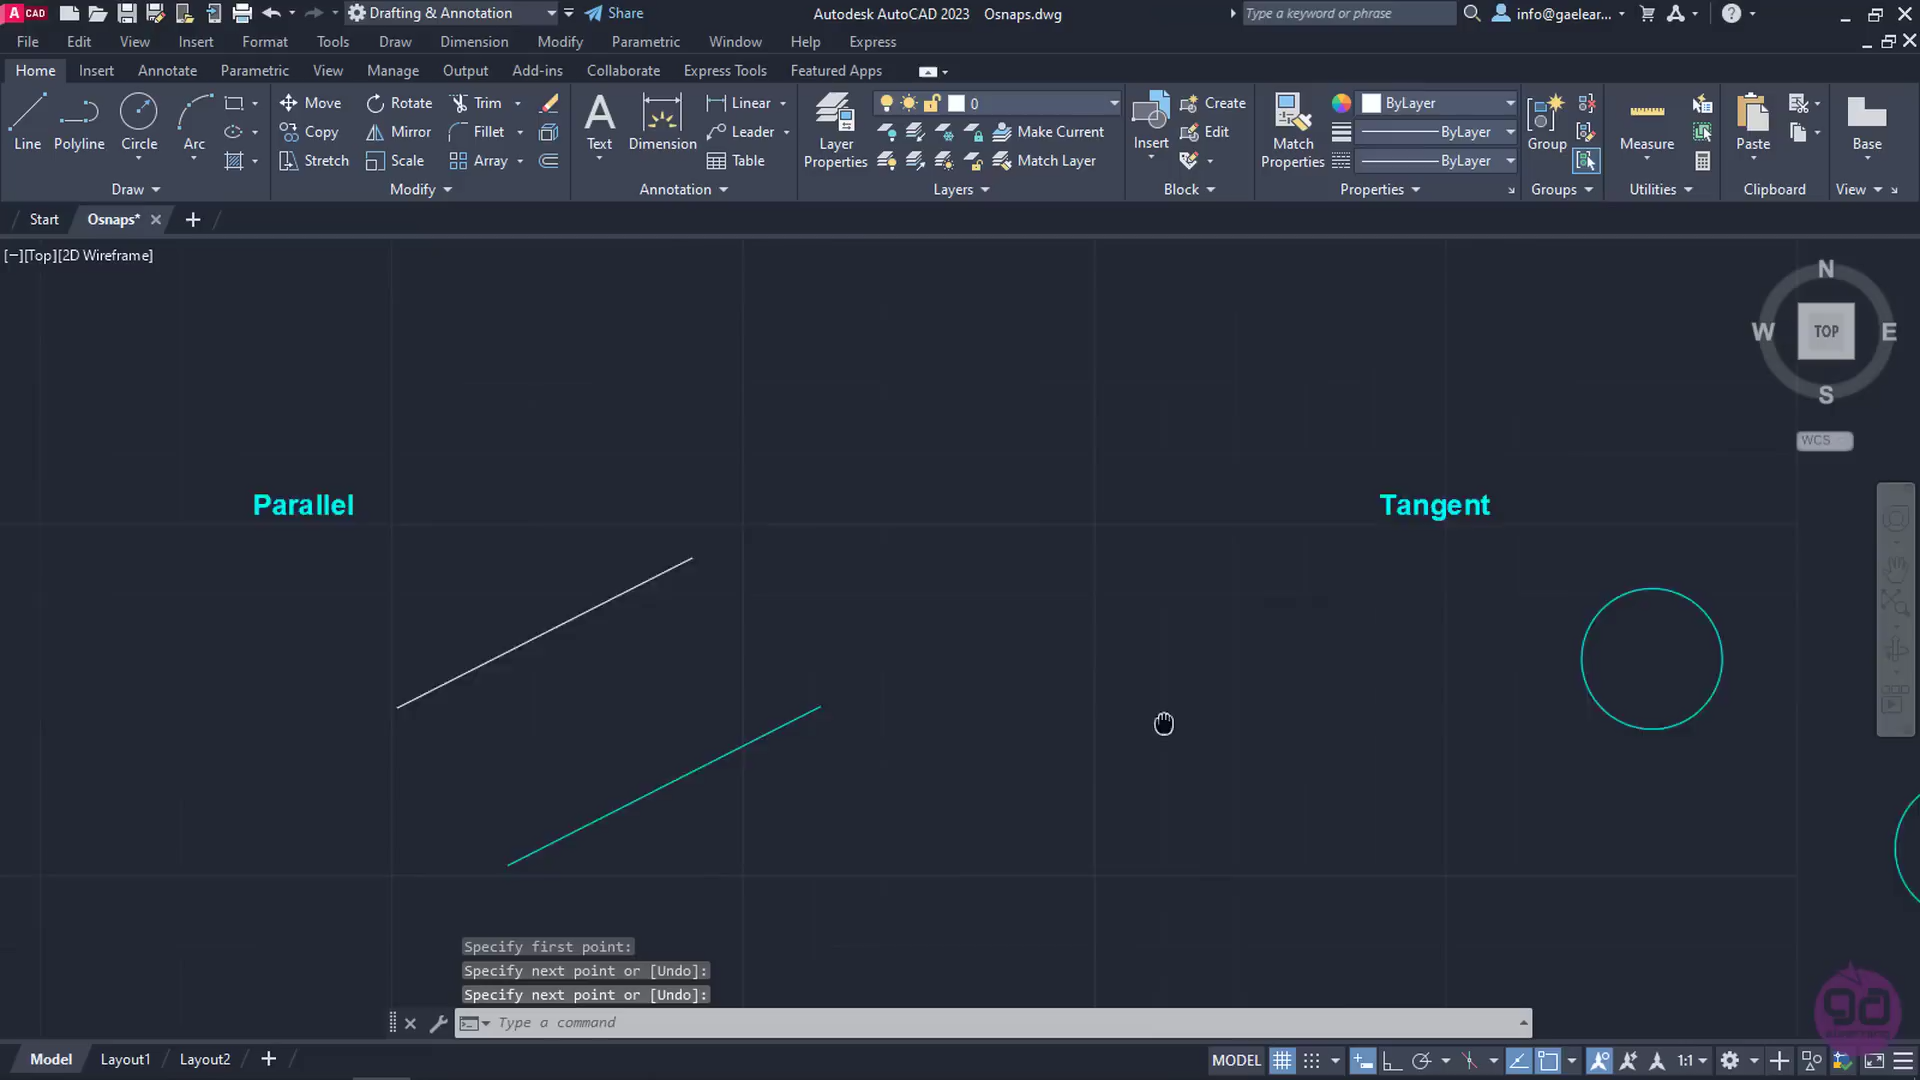 CAD
Drafting & Annotation
Share
Autodesk AutoCAD 2023 Osnaps.dwg
Type a keyword or phrase
info@gaelear...
File Edit View Insert Format Tools Draw Dimension Modify Parametric Window Help Express
Home Insert Annotate Parametric View Manage Output Add-ins Collaborate Express Tools Featured Apps
Line Polyline Circle Arc
Draw
Move Rotate Trim
Copy Mirror Fillet
Stretch Scale Array
Modify
Text Dimension
Linear
Leader
Table
Annotation
Layer Properties
0
Make Current
Match Layer
Layers
Insert
Create
Edit
Block
Match Properties
ByLayer
ByLayer
ByLayer
Properties
Group
Groups
Measure
Utilities
Paste
Clipboard
Base
View
Start Osnaps*
[−][Top][2D Wireframe]
N
W TOP E
S
WCS
Parallel
Tangent
Specify first point:
Specify next point or [Undo]:
Specify next point or [Undo]:
Type a command
Model Layout1 Layout2
MODEL
1:1
ga